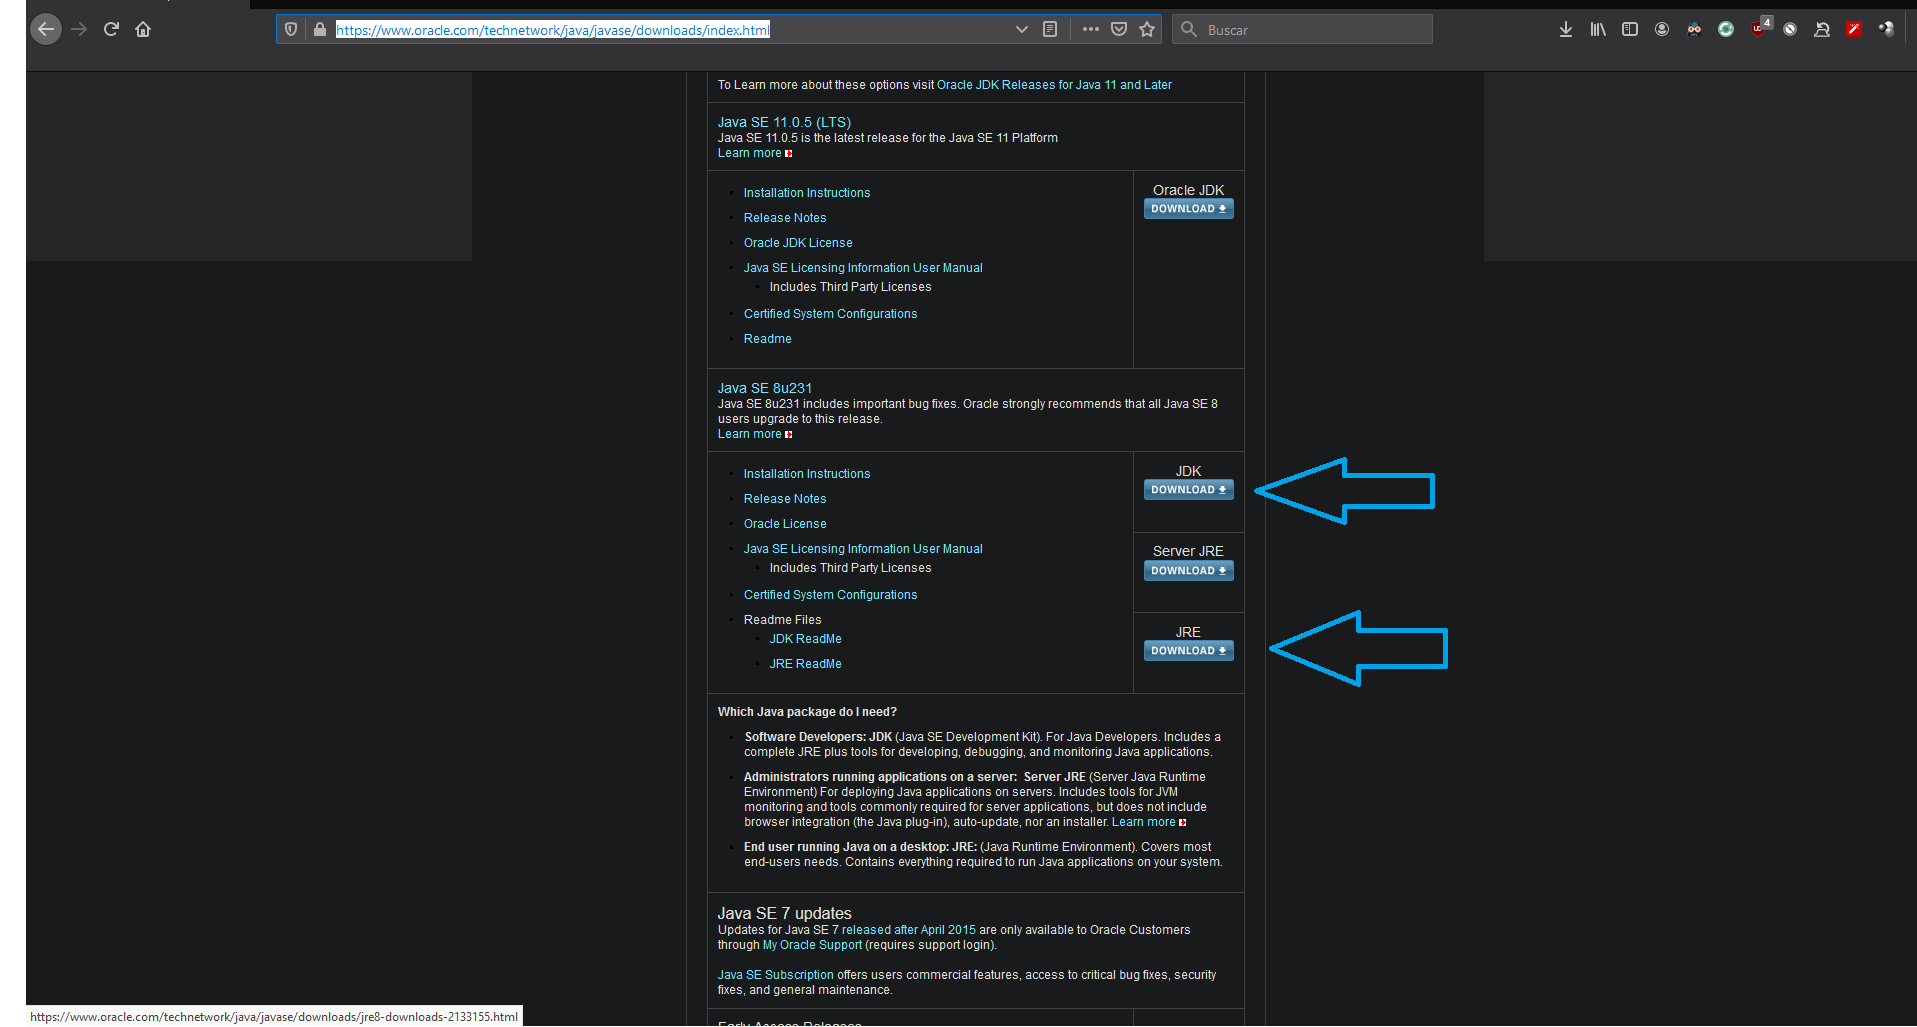 https://www.oracle.com/technetwork/java/javase/downloads/index.html
Buscar
4
To Learn more about these options visit Oracle JDK Releases for Java 11 and Later
Java SE 11.0.5 (LTS)
Java SE 11.0.5 is the latest release for the Java SE 11 Platform
Learn more
Installation Instructions
Release Notes
Oracle JDK License
Java SE Licensing Information User Manual
Includes Third Party Licenses
Certified System Configurations
Readme
Oracle JDK
DOWNLOAD
Java SE 8u231
Java SE 8u231 includes important bug fixes. Oracle strongly recommends that all Java SE 8
users upgrade to this release.
Learn more
Installation Instructions
Release Notes
Oracle License
Java SE Licensing Information User Manual
Includes Third Party Licenses
Certified System Configurations
Readme Files
JDK ReadMe
JRE ReadMe
JDK
DOWNLOAD
Server JRE
DOWNLOAD
JRE
DOWNLOAD
Which Java package do I need?
Software Developers: JDK (Java SE Development Kit). For Java Developers. Includes a
complete JRE plus tools for developing, debugging, and monitoring Java applications.
Administrators running applications on a server: Server JRE (Server Java Runtime
Environment) For deploying Java applications on servers. Includes tools for JVM
monitoring and tools commonly required for server applications, but does not include
browser integration (the Java plug-in), auto-update, nor an installer. Learn more
End user running Java on a desktop: JRE: (Java Runtime Environment). Covers most
end-users needs. Contains everything required to run Java applications on your system.
Java SE 7 updates
Updates for Java SE 7 released after April 2015 are only available to Oracle Customers
through My Oracle Support (requires support login).
Java SE Subscription offers users commercial features, access to critical bug fixes, security
fixes, and general maintenance.
Early Access Releases
https://www.oracle.com/technetwork/java/javase/downloads/jre8-downloads-2133155.html